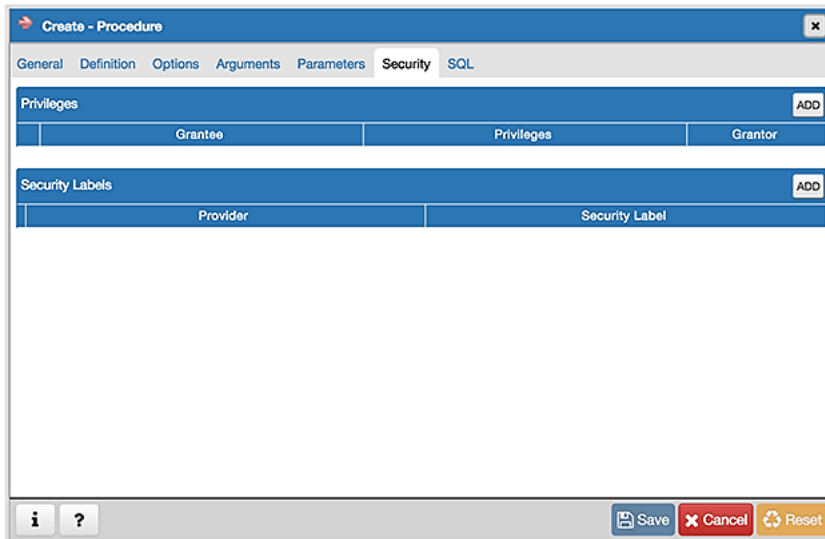 Create - Procedure
General Definition Options Arguments Parameters Security SQL
Privileges ADD
Grantee Privileges Grantor
Security Labels ADD
Provider Security Label
i ? Save Cancel Reset